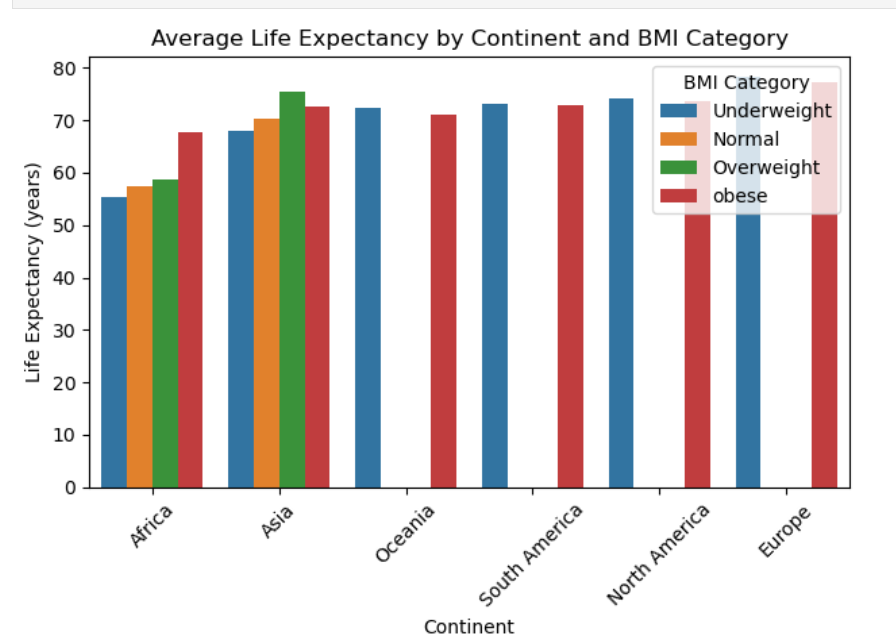 Average Life Expectancy by Continent and BMI Category
80
70
60
50
40
30
20
10
0
Life Expectancy (years)
BMI Category
Underweight
Normal
Overweight
obese
Africa
Asia
Oceania
South America
North America
Europe
Continent